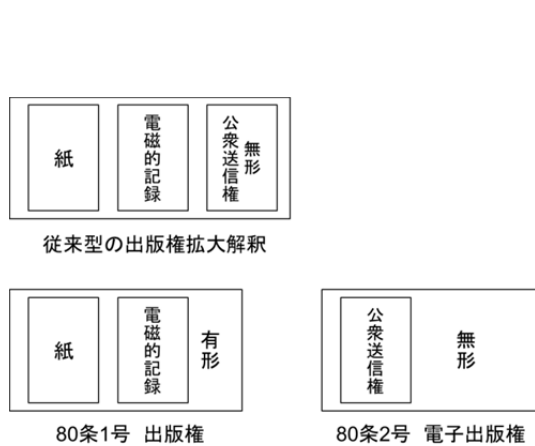 紙
電磁的記録
公衆送信権
無形
従来型の出版権拡大解釈
紙
電磁的記録
有形
80条1号 出版権
公衆送信権
無形
80条2号 電子出版権